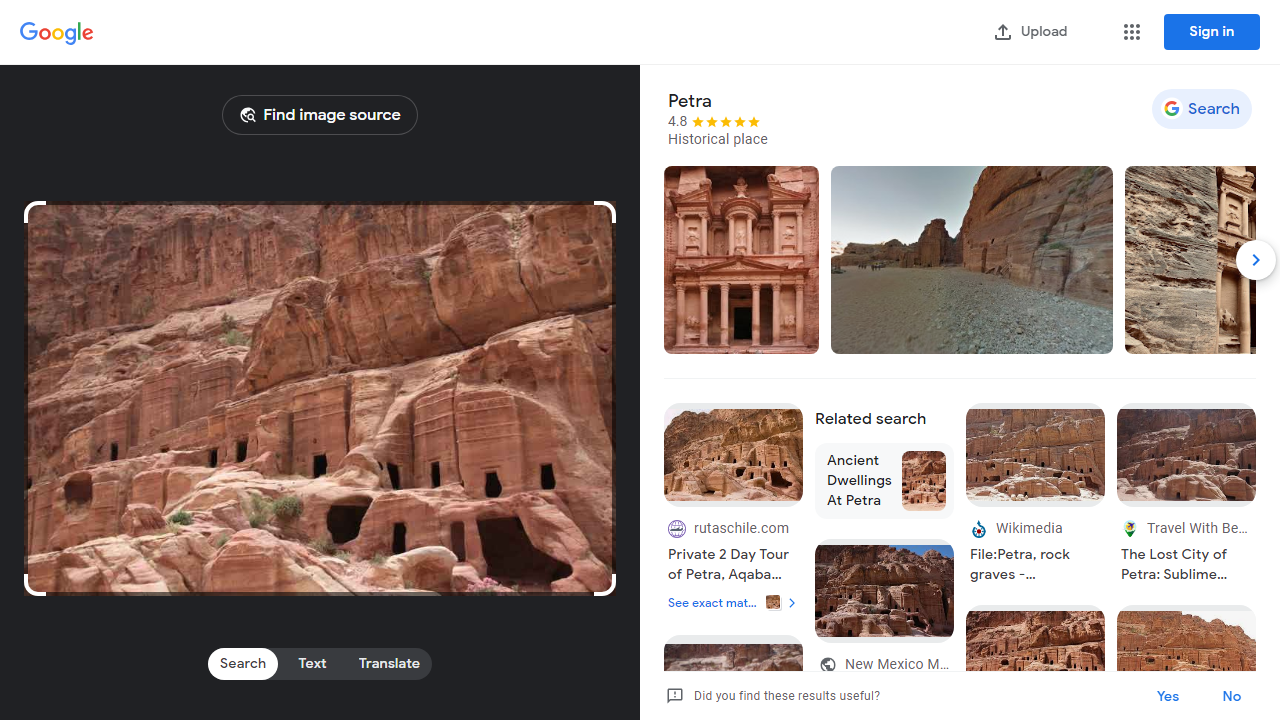 Google
Upload
Sign in
Find image source
Search
Text
Translate
Petra
4.8
Historical place
Search
rutaschile.com
Private 2 Day Tour
of Petra, Aqaba...
See exact mat...
Related search
Ancient
Dwellings
At Petra
New Mexico M...
Wikimedia
File:Petra, rock
graves -...
Travel With Be...
The Lost City of
Petra: Sublime...
Did you find these results useful?
Yes
No